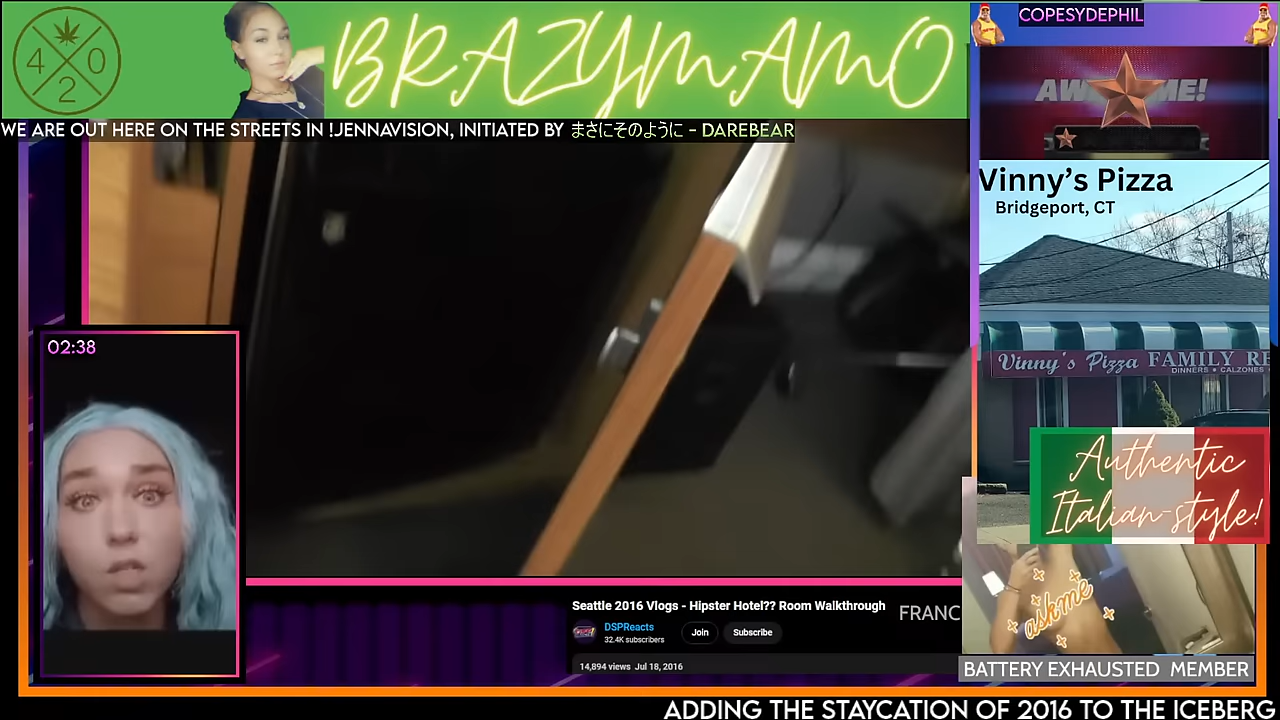 420
BRAZYMAMO
COPESYDEPHIL
WE ARE OUT HERE ON THE STREETS IN !JENNAVISION, INITIATED BY まさにそのように - DAREBEAR
Vinny's Pizza
Bridgeport, CT
Vinny's Pizza FAMILY RE
DINNERS • CALZONES
Authentic
Italian-style!
02:38
askme
Seattle 2016 Vlogs - Hipster Hotel?? Room Walkthrough
DSPReacts
32.4K subscribers
Join
Subscribe
14,894 views Jul 18, 2016
FRANC
BATTERY EXHAUSTED MEMBER
ADDING THE STAYCATION OF 2016 TO THE ICEBERG